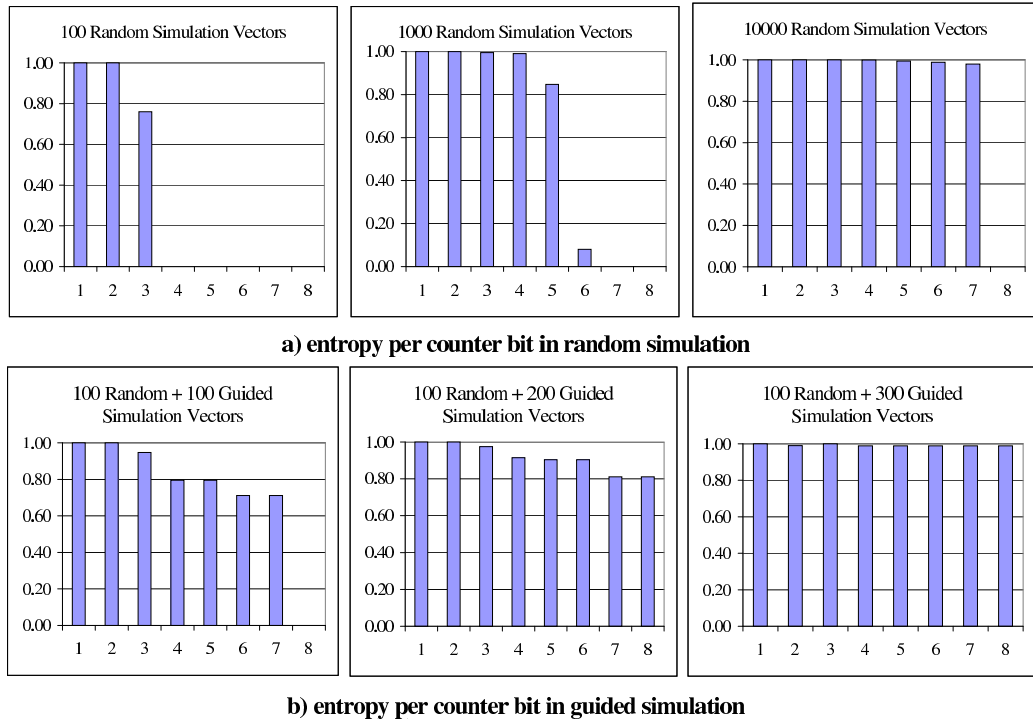 100 Random Simulation Vectors
1.00
0.80
0.60
0.40
0.20
0.00
1 2 3 4 5 6 7 8
1000 Random Simulation Vectors
1.00
0.80
0.60
0.40
0.20
0.00
1 2 3 4 5 6 7 8
10000 Random Simulation Vectors
1.00
0.80
0.60
0.40
0.20
0.00
1 2 3 4 5 6 7 8
a) entropy per counter bit in random simulation
100 Random + 100 Guided
Simulation Vectors
1.00
0.80
0.60
0.40
0.20
0.00
1 2 3 4 5 6 7 8
100 Random + 200 Guided
Simulation Vectors
1.00
0.80
0.60
0.40
0.20
0.00
1 2 3 4 5 6 7 8
100 Random + 300 Guided
Simulation Vectors
1.00
0.80
0.60
0.40
0.20
0.00
1 2 3 4 5 6 7 8
b) entropy per counter bit in guided simulation